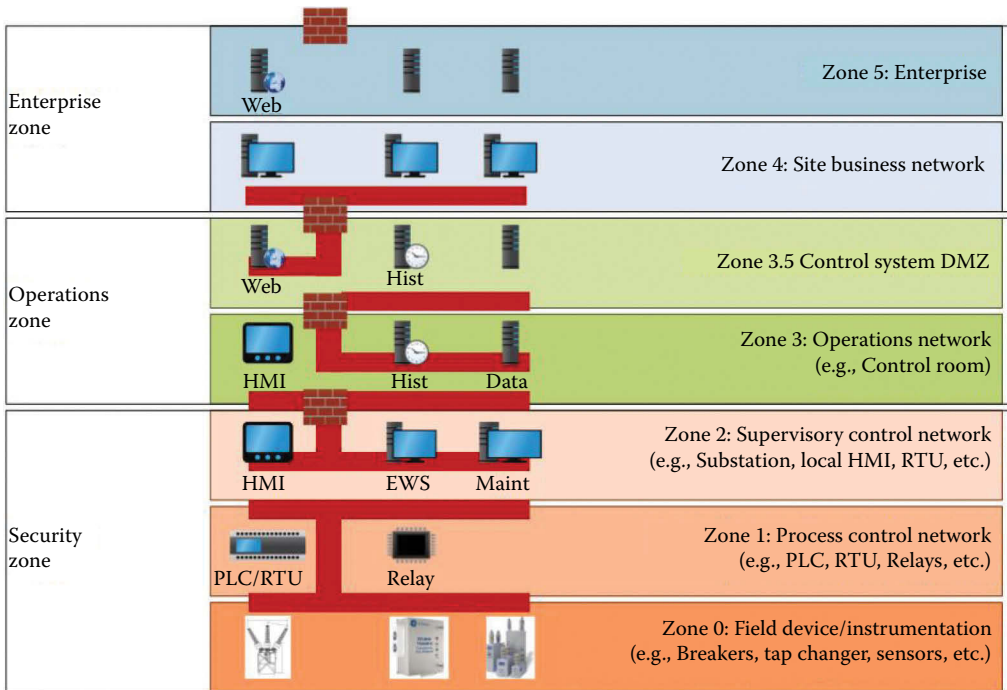 Enterprise
zone
Zone 5: Enterprise
Web
Zone 4: Site business network
Operations
zone
Zone 3.5 Control system DMZ
Web
Hist
Zone 3: Operations network
(e.g., Control room)
HMI
Hist
Data
Security
zone
Zone 2: Supervisory control network
(e.g., Substation, local HMI, RTU, etc.)
HMI
EWS
Maint
Zone 1: Process control network
(e.g., PLC, RTU, Relays, etc.)
PLC/RTU
Relay
Zone 0: Field device/instrumentation
(e.g., Breakers, tap changer, sensors, etc.)